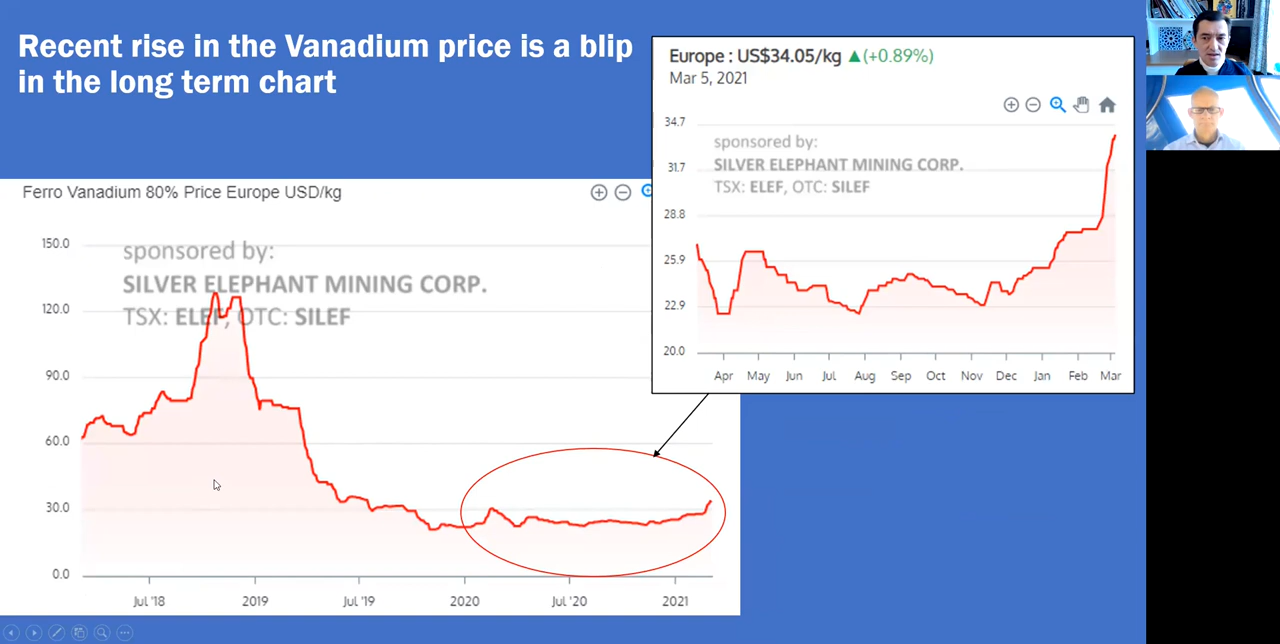 Recent rise in the Vanadium price is a blip
in the long term chart
Europe : US$34.05/kg ▲(+0.89%)
Mar 5, 2021
34.7
sponsored by:
SILVER ELEPHANT MINING CORP.
TSX: ELEF, OTC: SILEF
31.7
28.8
25.9
22.9
20.0
Apr May Jun Jul Aug Sep Oct Nov Dec Jan Feb Mar
Ferro Vanadium 80% Price Europe USD/kg
150.0
sponsored by:
SILVER ELEPHANT MINING CORP.
TSX: ELEF, OTC: SILEF
120.0
90.0
60.0
30.0
0.0
Jul '18 2019 Jul '19 2020 Jul '20 2021